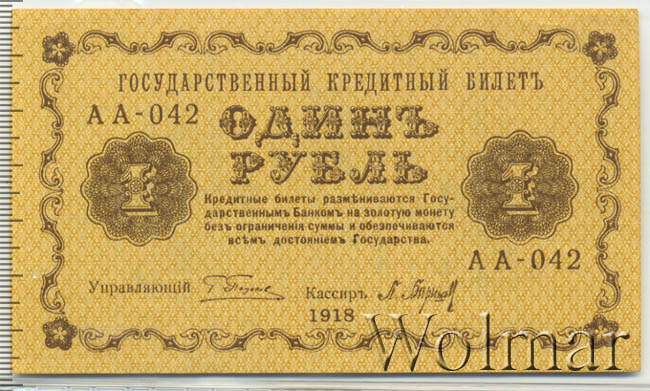 ГОСУДАРСТВЕННЫЙ КРЕДИТНЫЙ БИЛЕТЪ
АА-042
ОДИНЪ
РУБЛЬ
1
1
Кредитные билеты размѣниваются Госу-
дарственнымъ Банкомъ на золотую монету
безъ ограниченія суммы и обезпечиваются
всѣмъ достояніемъ Государства.
АА-042
Управляющій
Кассиръ
1918
Wolmar